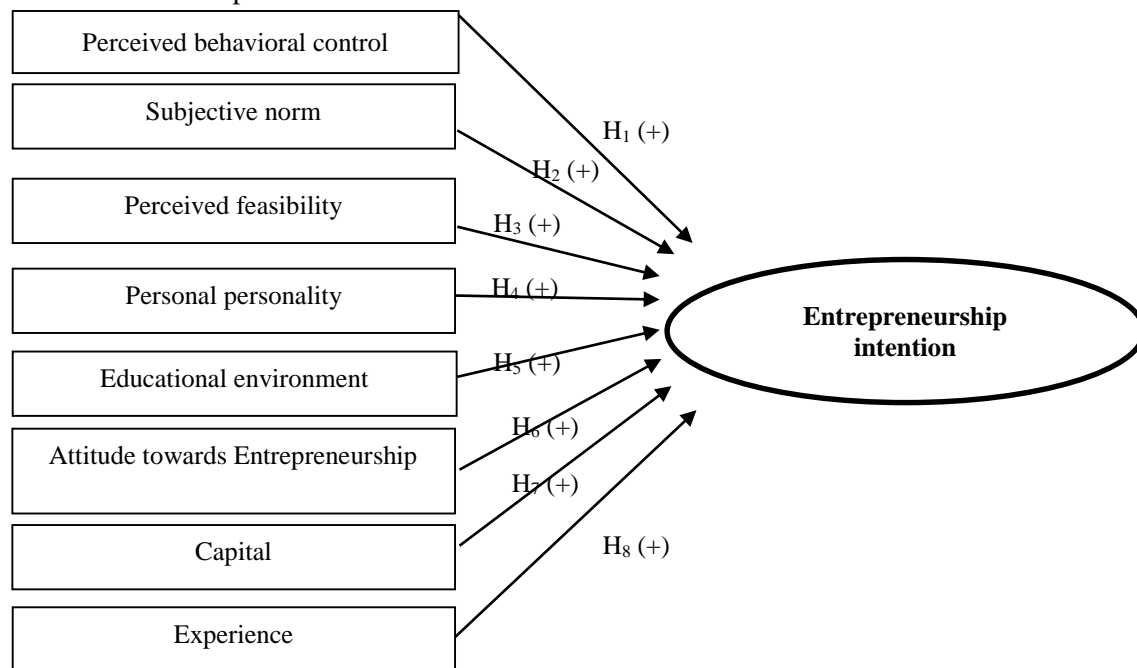 Perceived behavioral control
Subjective norm
Perceived feasibility
Personal personality
Educational environment
Attitude towards Entrepreneurship
Capital
Experience
H₁ (+)
H₂ (+)
H₃ (+)
H₄ (+)
H₅ (+)
H₆ (+)
H₇ (+)
H₈ (+)
Entrepreneurship
intention